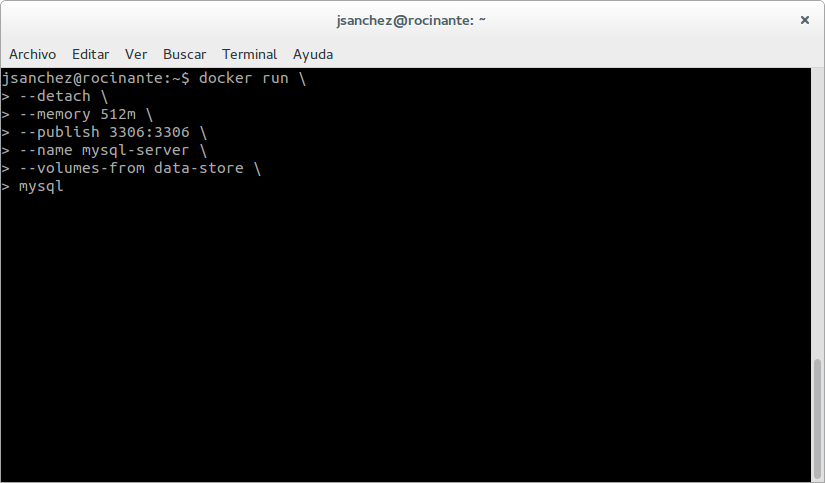 jsanchez@rocinante: ~
Archivo Editar Ver Buscar Terminal Ayuda
jsanchez@rocinante:~$ docker run \
> --detach \
> --memory 512m \
> --publish 3306:3306 \
> --name mysql-server \
> --volumes-from data-store \
> mysql